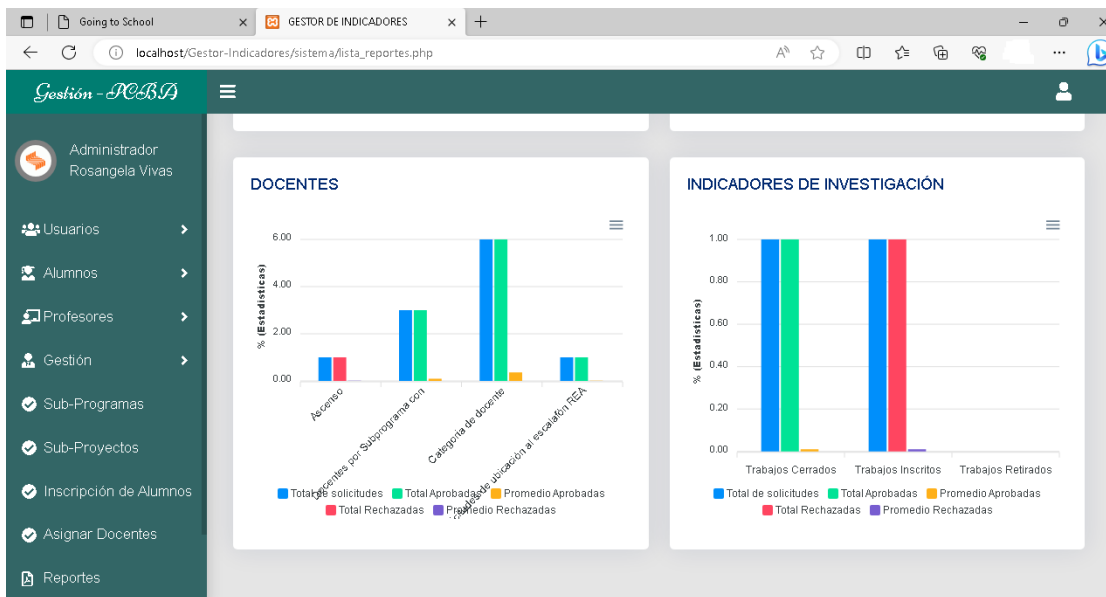 Going to School
GESTOR DE INDICADORES
localhost/Gestor-Indicadores/sistema/lista_reportes.php
Gestión - PCBA
Administrador
Rosangela Vivas
Usuarios
Alumnos
Profesores
Gestión
Sub-Programas
Sub-Proyectos
Inscripción de Alumnos
Asignar Docentes
Reportes
DOCENTES
% (Estadisticas)
6.00
4.00
2.00
0.00
Ascenso
Docentes por Subprograma con
Categoria de docente
de ubicación al escalafón REA
Total de solicitudes Total Aprobadas Promedio Aprobadas
Total Rechazadas Promedio Rechazadas
INDICADORES DE INVESTIGACIÓN
% (Estadisticas)
1.00
0.80
0.60
0.40
0.20
0.00
Trabajos Cerrados Trabajos Inscritos Trabajos Retirados
Total de solicitudes Total Aprobadas Promedio Aprobadas
Total Rechazadas Promedio Rechazadas